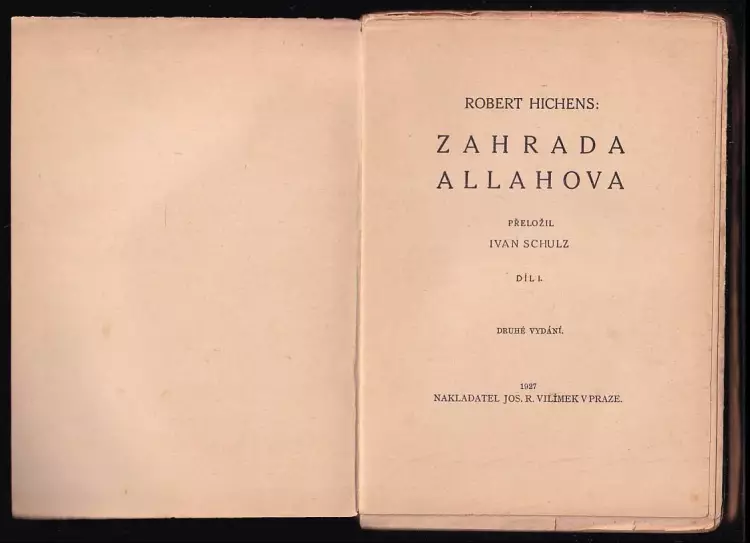 ROBERT HICHENS:
ZAHRADA
ALLAHOVA
PŘELOŽIL
IVAN SCHULZ
DÍL I.
DRUHÉ VYDÁNÍ.
1927
NAKLADATEL JOS. R. VILÍMEK V PRAZE.